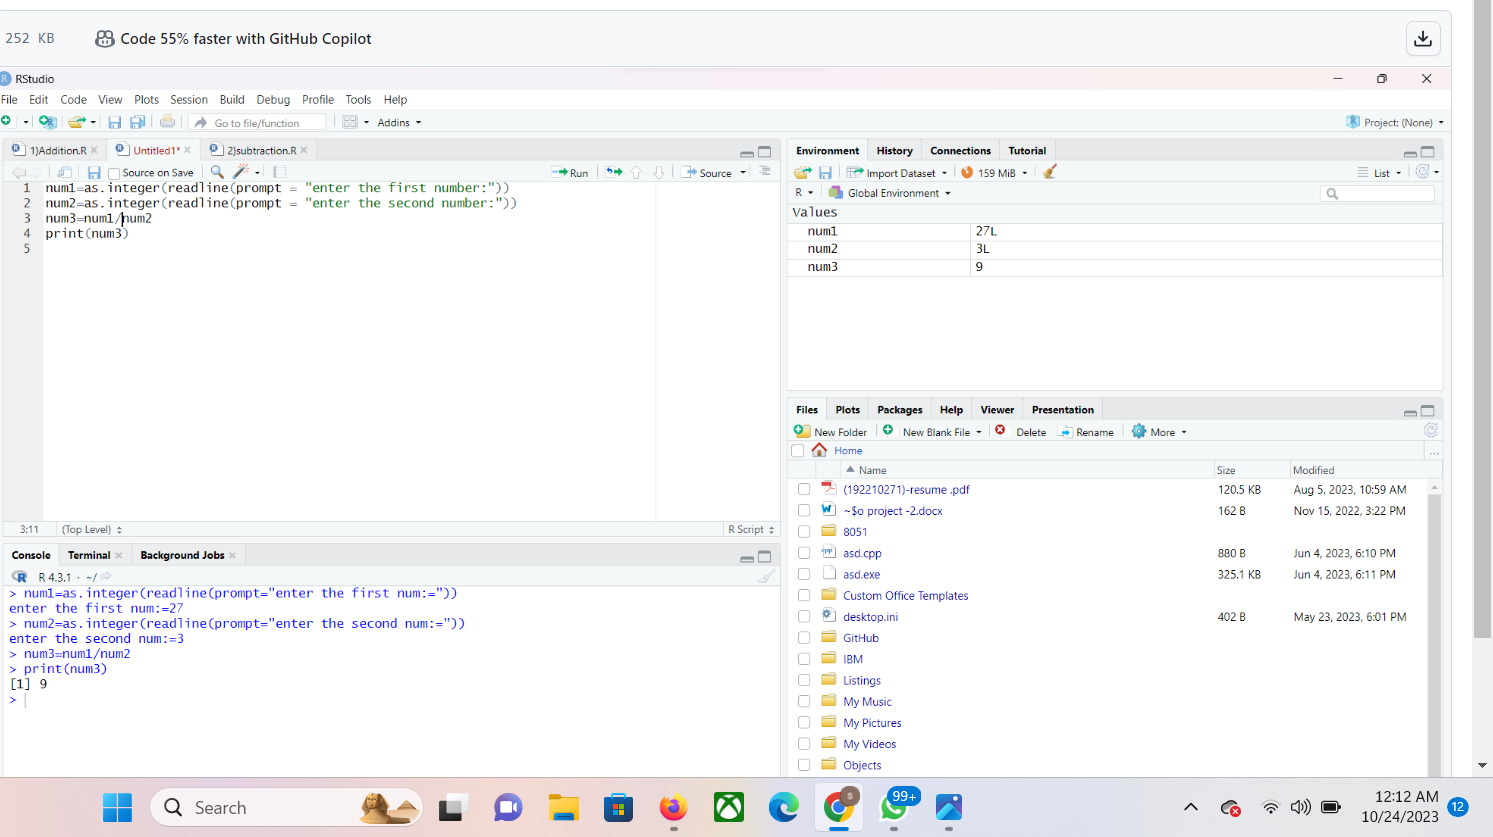 252 KB
Code 55% faster with GitHub Copilot
RStudio
File Edit Code View Plots Session Build Debug Profile Tools Help
Go to file/function
Addins
Project: (None)
1)Addition.R
Untitled1*
2)subtraction.R
Source on Save
Run
Source
1 num1=as.integer(readline(prompt = "enter the first number:"))
2 num2=as.integer(readline(prompt = "enter the second number:"))
3 num3=num1/num2
4 print(num3)
5
3:11 (Top Level)
R Script
Console Terminal Background Jobs
R 4.3.1 · ~/
> num1=as.integer(readline(prompt="enter the first num:="))
enter the first num:=27
> num2=as.integer(readline(prompt="enter the second num:="))
enter the second num:=3
> num3=num1/num2
> print(num3)
[1] 9
>
Environment History Connections Tutorial
Import Dataset
159 MiB
List
R
Global Environment
Values
num1 27L
num2 3L
num3 9
Files Plots Packages Help Viewer Presentation
New Folder New Blank File Delete Rename More
Home
...
Name Size Modified
(192210271)-resume .pdf 120.5 KB Aug 5, 2023, 10:59 AM
~$o project -2.docx 162 B Nov 15, 2022, 3:22 PM
8051
asd.cpp 880 B Jun 4, 2023, 6:10 PM
asd.exe 325.1 KB Jun 4, 2023, 6:11 PM
Custom Office Templates
desktop.ini 402 B May 23, 2023, 6:01 PM
GitHub
IBM
Listings
My Music
My Pictures
My Videos
Objects
Search
99+
12:12 AM
10/24/2023
12